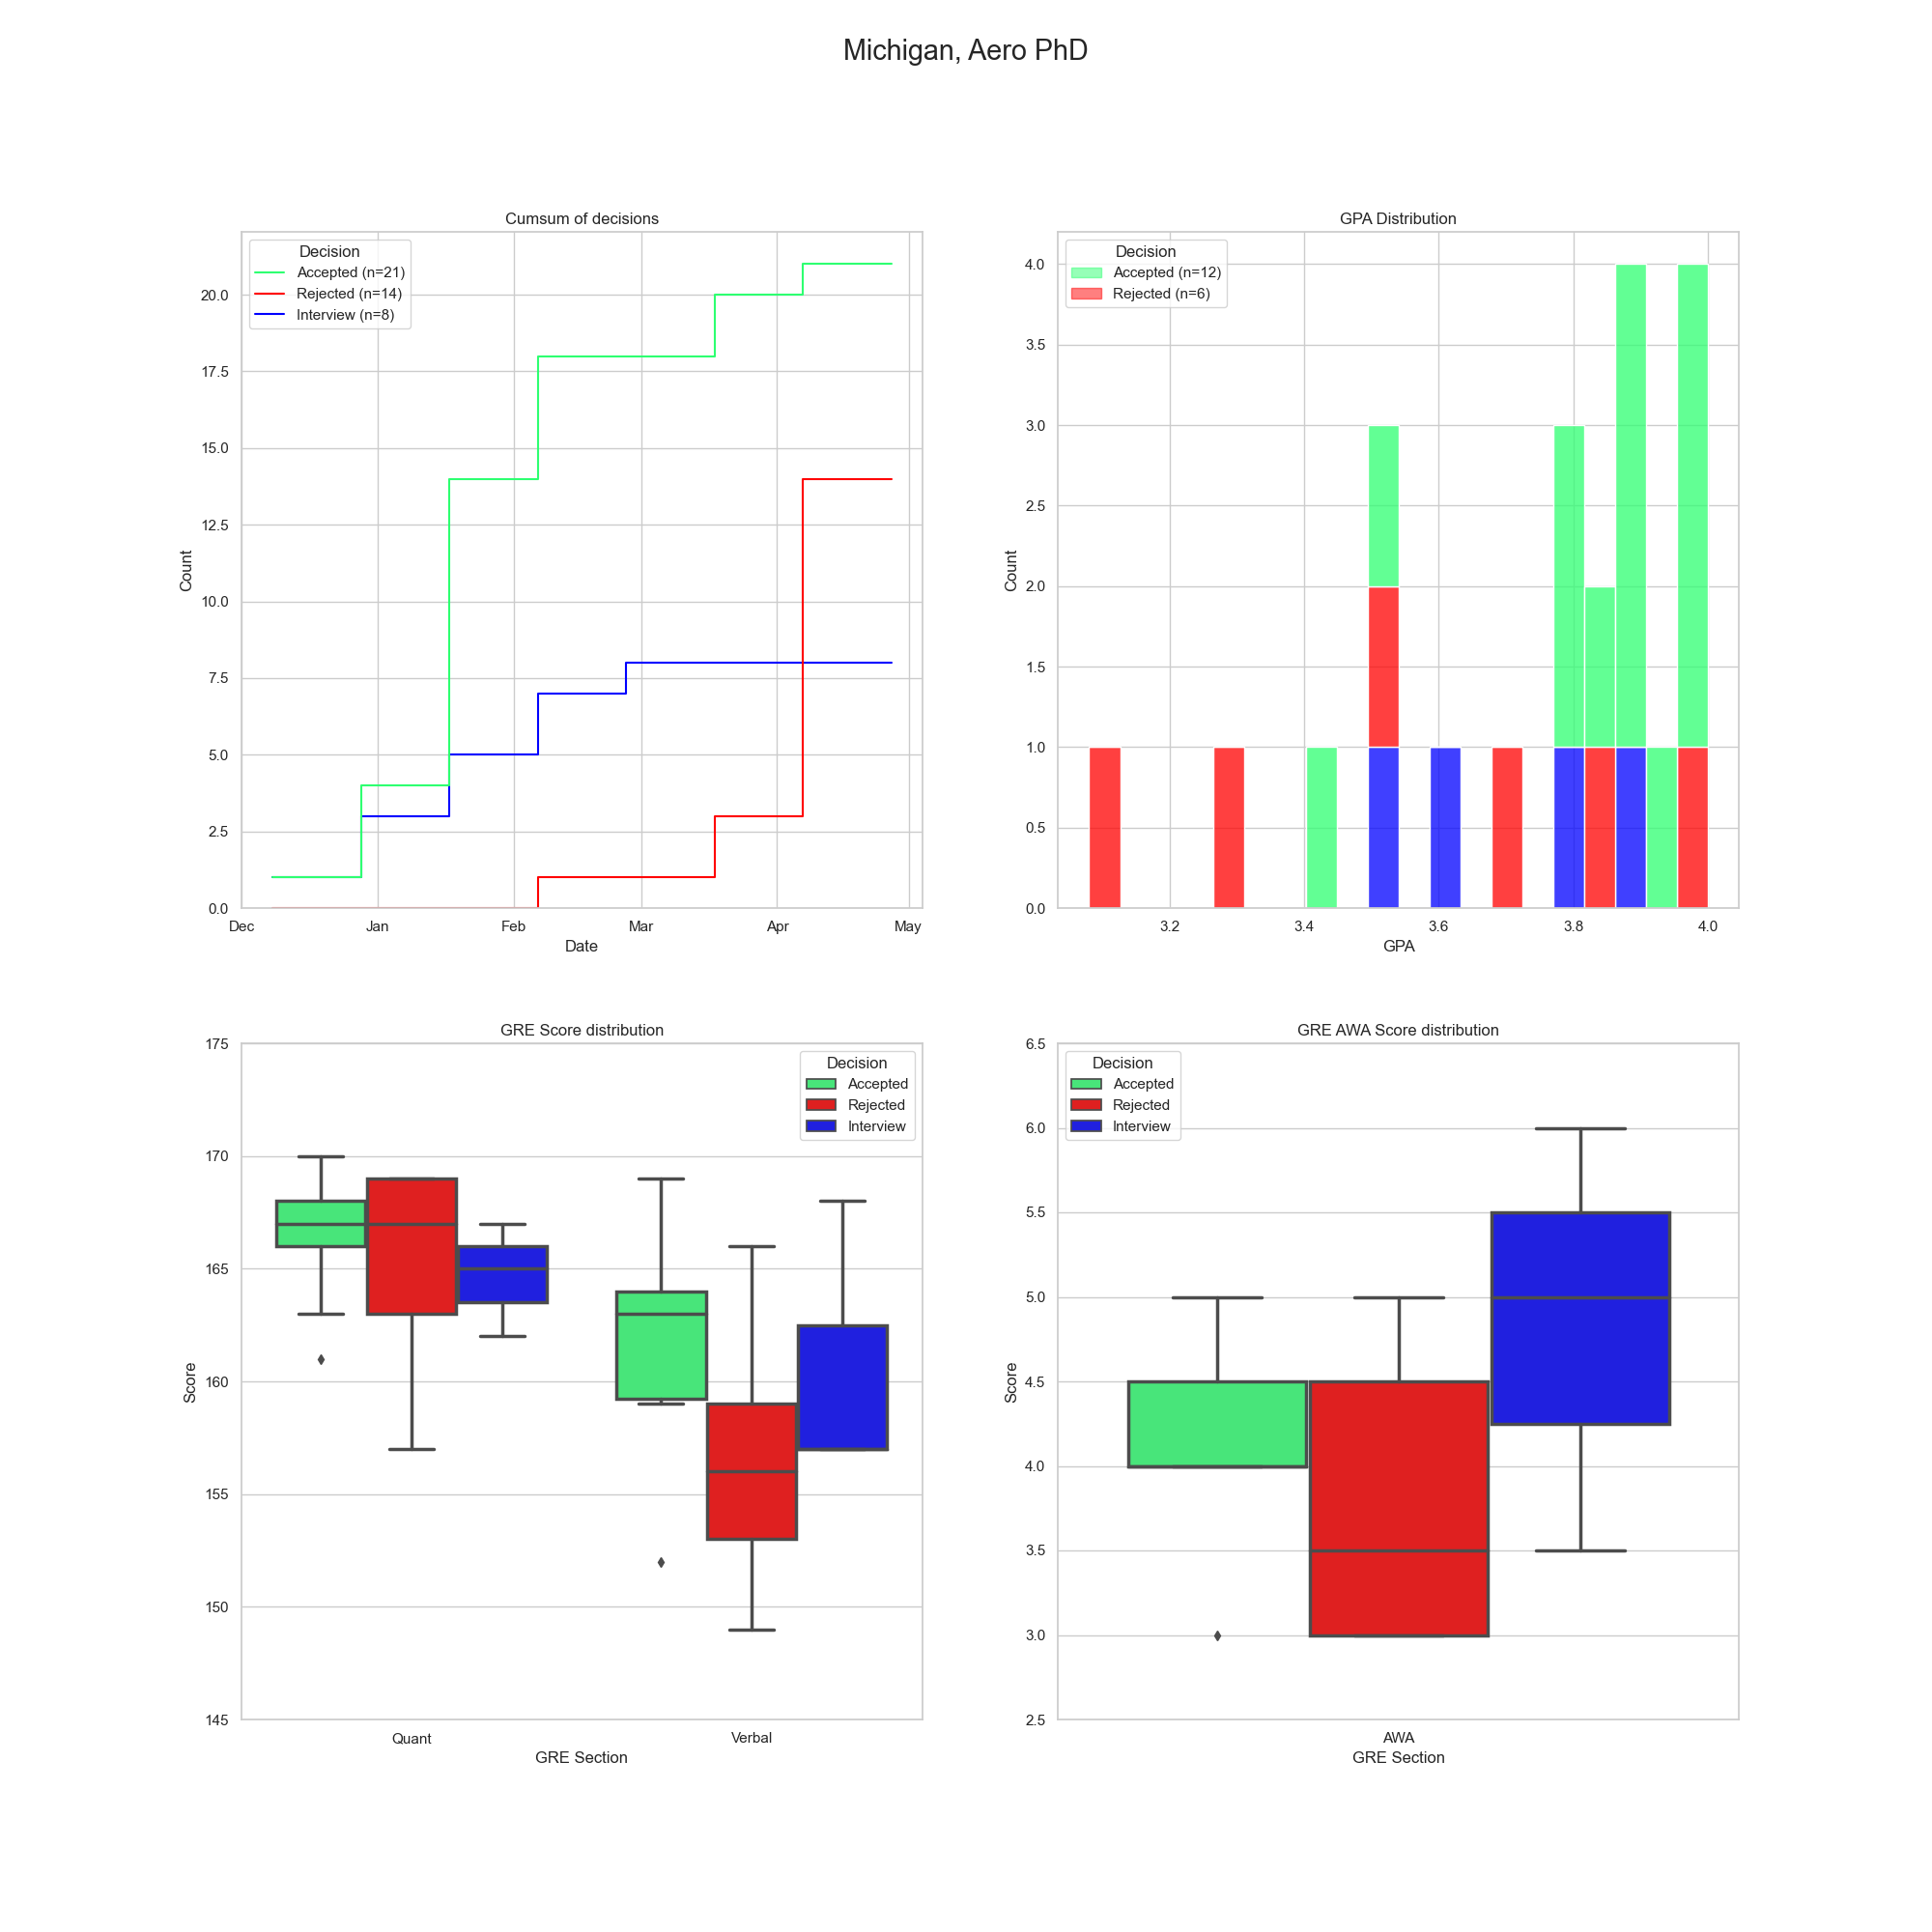 Michigan, Aero PhD
Cumsum of decisions
Decision
Accepted (n=21)
Rejected (n=14)
Interview (n=8)
20.0
17.5
15.0
12.5
10.0
7.5
5.0
2.5
0.0
Count
Dec Jan Feb Mar Apr May
Date
GPA Distribution
Decision
Accepted (n=12)
Rejected (n=6)
4.0
3.5
3.0
2.5
2.0
1.5
1.0
0.5
0.0
Count
3.2 3.4 3.6 3.8 4.0
GPA
GRE Score distribution
Decision
Accepted
Rejected
Interview
175
170
165
160
155
150
145
Score
Quant Verbal
GRE Section
GRE AWA Score distribution
Decision
Accepted
Rejected
Interview
6.5
6.0
5.5
5.0
4.5
4.0
3.5
3.0
2.5
Score
AWA
GRE Section